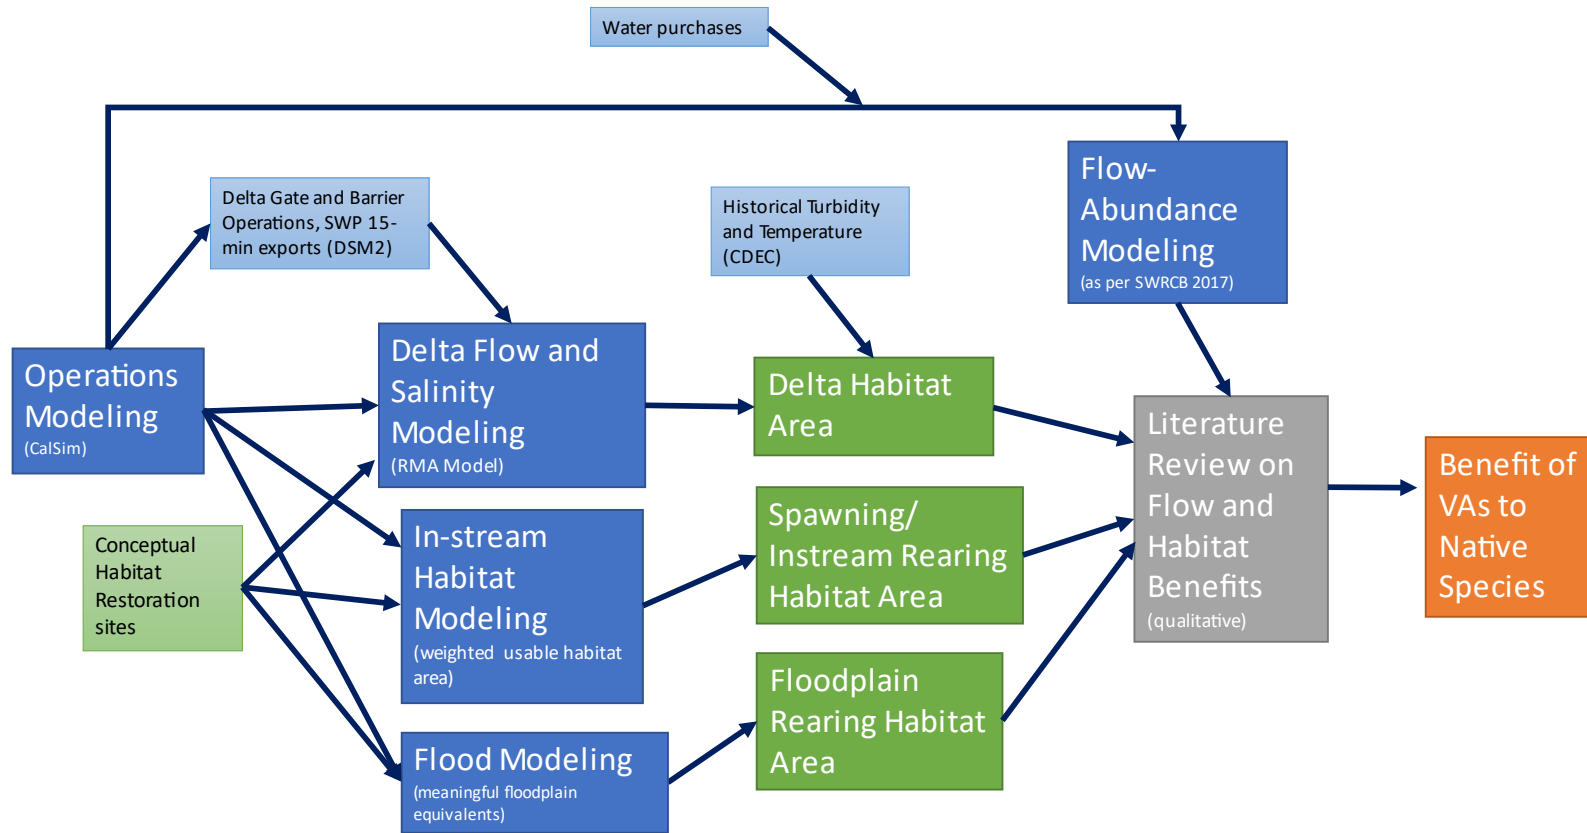 Water purchases
Flow-
Abundance
Modeling
(as per SWRCB 2017)
Delta Gate and Barrier
Operations, SWP 15-
min exports (DSM2)
Historical Turbidity
and Temperature
(CDEC)
Operations
Modeling
(CalSim)
Delta Flow and
Salinity
Modeling
(RMA Model)
Delta Habitat
Area
Literature
Review on
Flow and
Habitat
Benefits
(qualitative)
Benefit of
VAs to
Native
Species
Conceptual
Habitat
Restoration
sites
In-stream
Habitat
Modeling
(weighted usable habitat
area)
Spawning/
Instream Rearing
Habitat Area
Flood Modeling
(meaningful floodplain
equivalents)
Floodplain
Rearing Habitat
Area